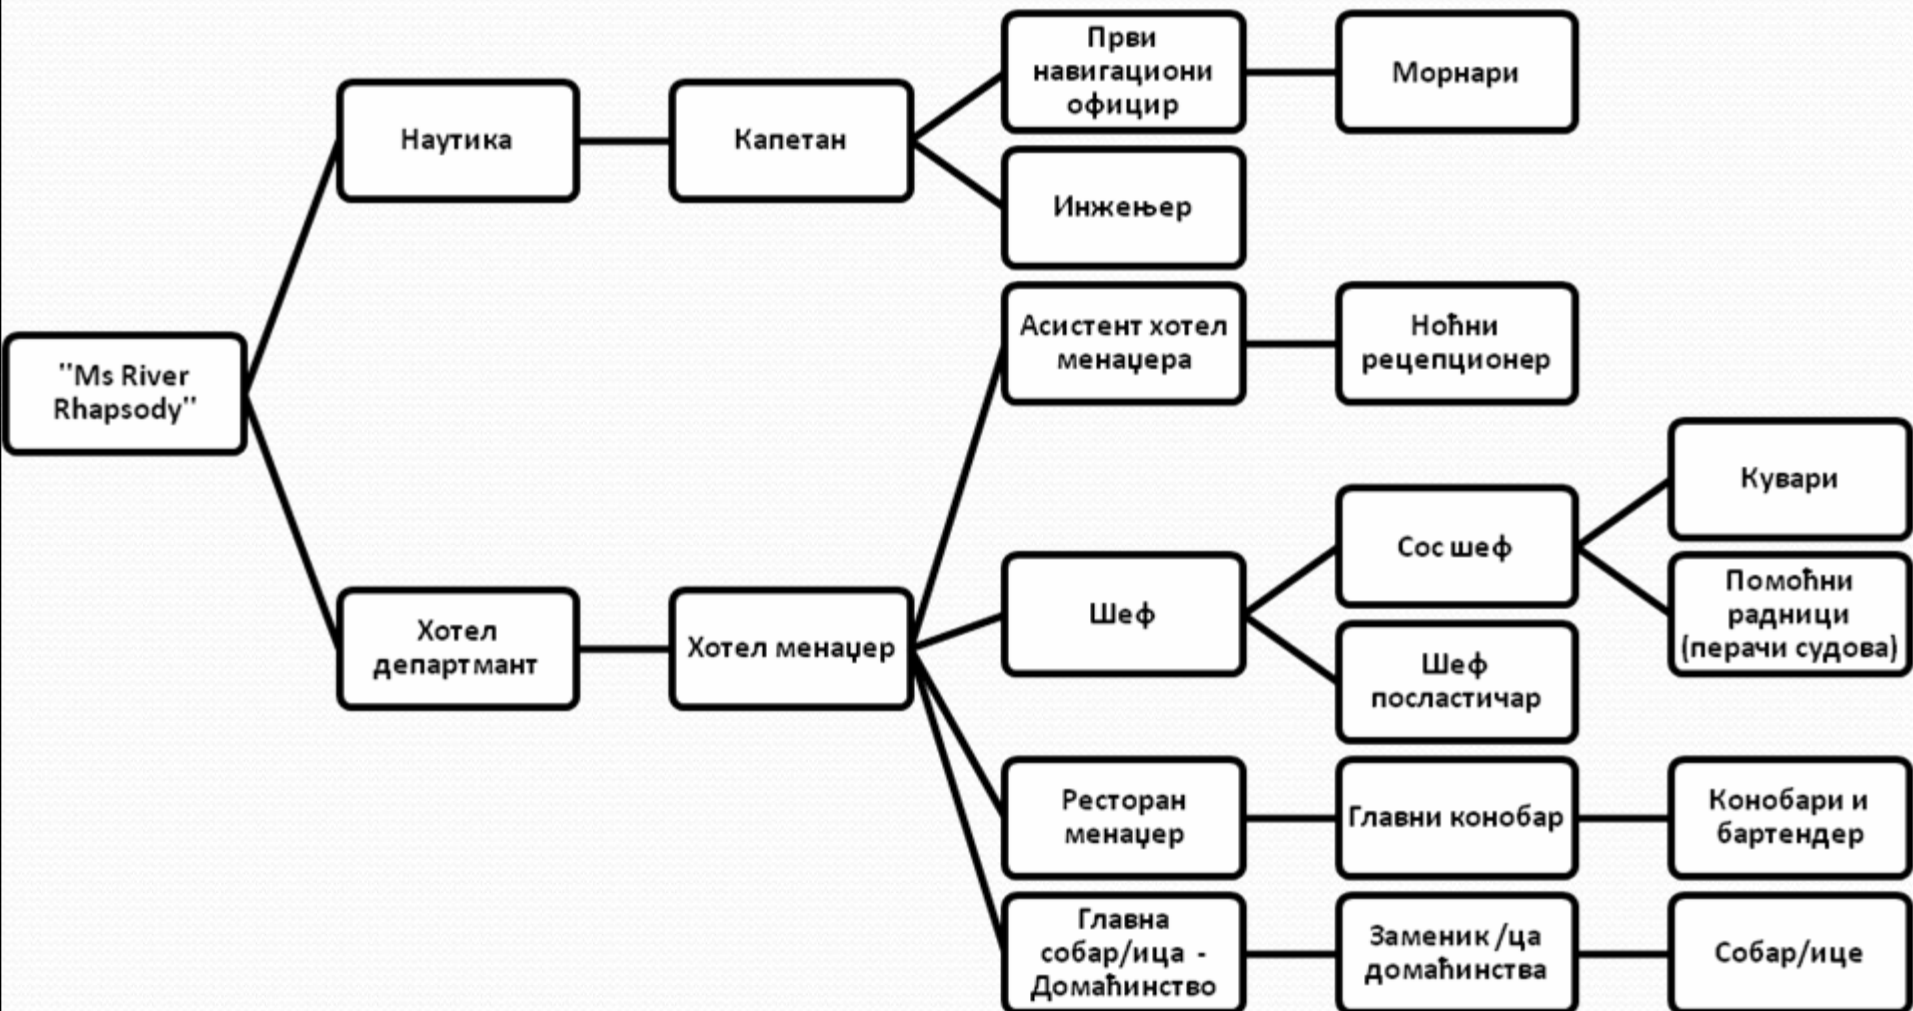 "Ms River
Rhapsody"
Наутика
Капетан
Први
навигациони
официр
Морнари
Инжењер
Хотел
департмант
Хотел менаџер
Асистент хотел
менаџера
Ноћни
рецепционер
Шеф
Сос шеф
Кувари
Помоћни
радници
(перачи судова)
Шеф
посластичар
Ресторан
менаџер
Главни конобар
Конобари и
бартендер
Главна
собар/ица -
Домаћинство
Заменик /ца
домаћинства
Собар/ице